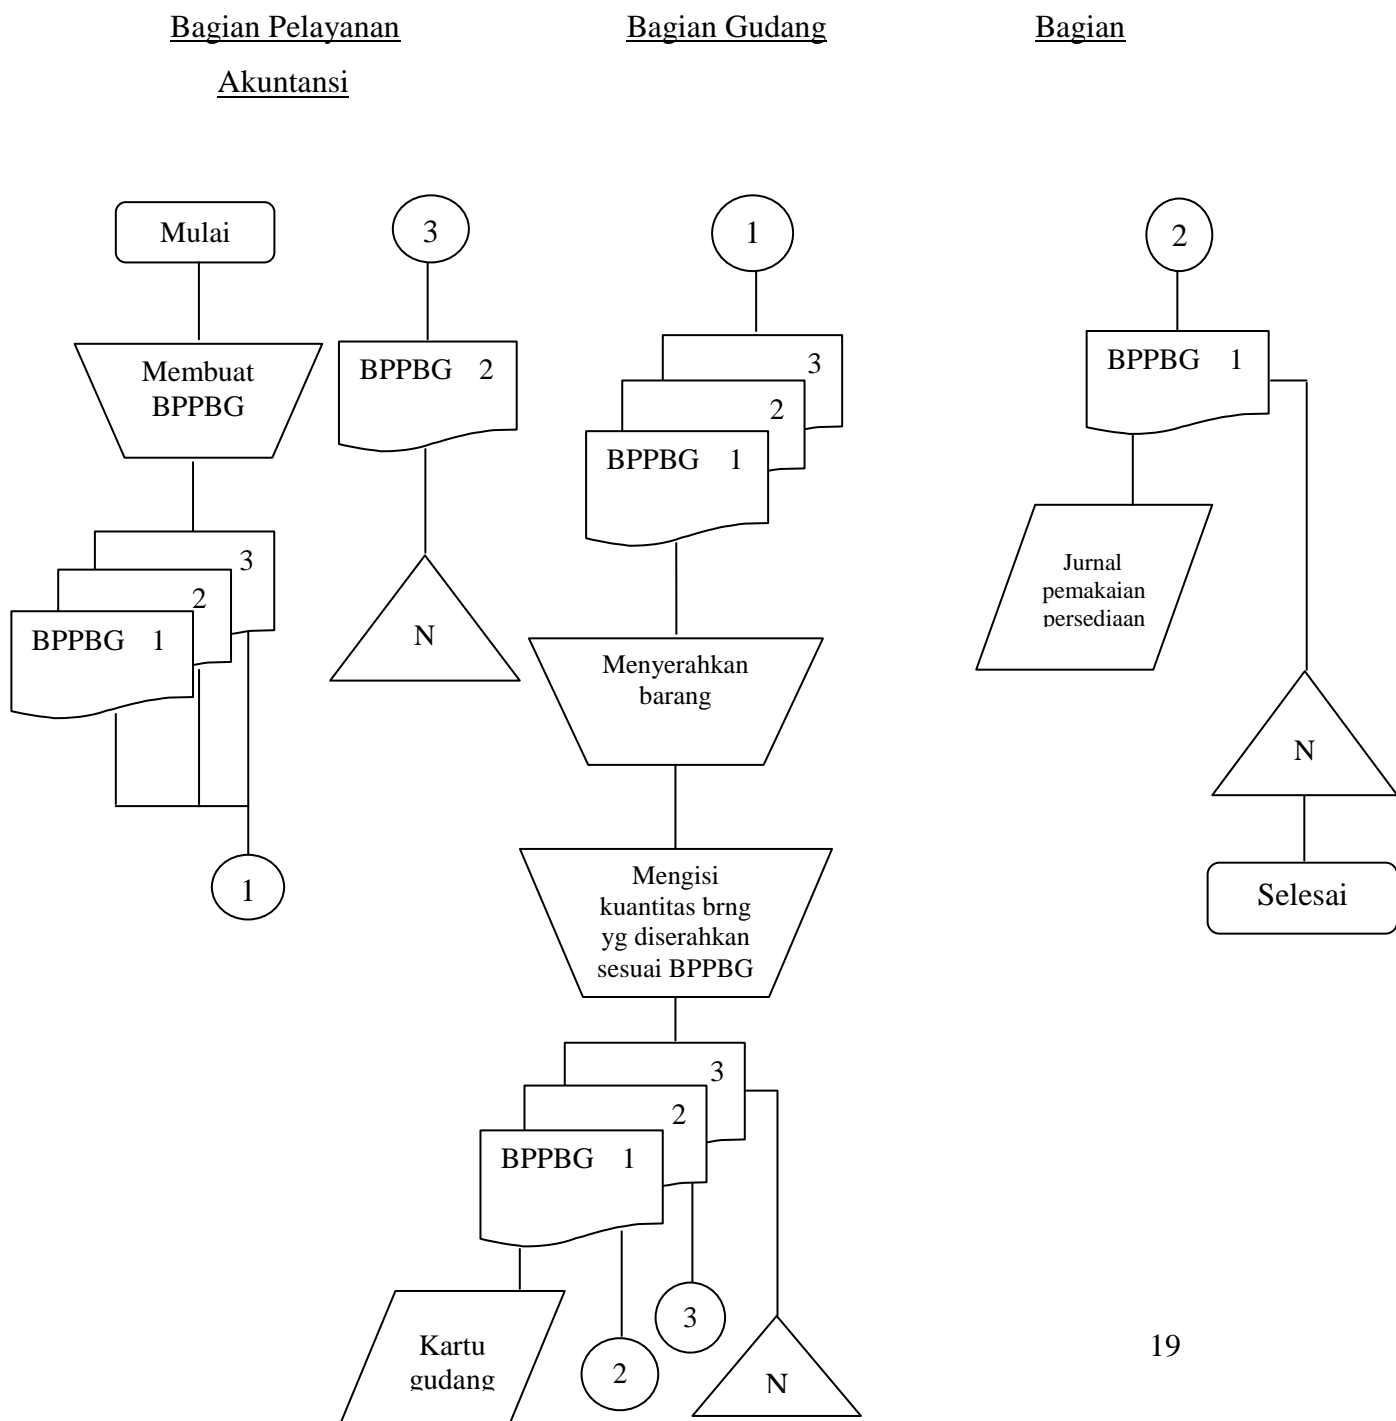 Bagian Pelayanan Bagian Gudang Bagian
Akuntansi
Mulai
3
1
2
Membuat
BPPBG
BPPBG 2
3
2
BPPBG 1
BPPBG 1
3
2
BPPBG 1
N
Jurnal
pemakaian
persediaan
Menyerahkan
barang
N
1
Mengisi
kuantitas brng
yg diserahkan
sesuai BPPBG
Selesai
3
2
BPPBG 1
3
2
Kartu
gudang
N
19